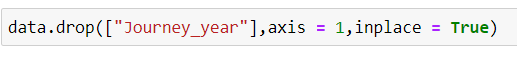 data.drop(["Journey_year"],axis = 1,inplace = True)